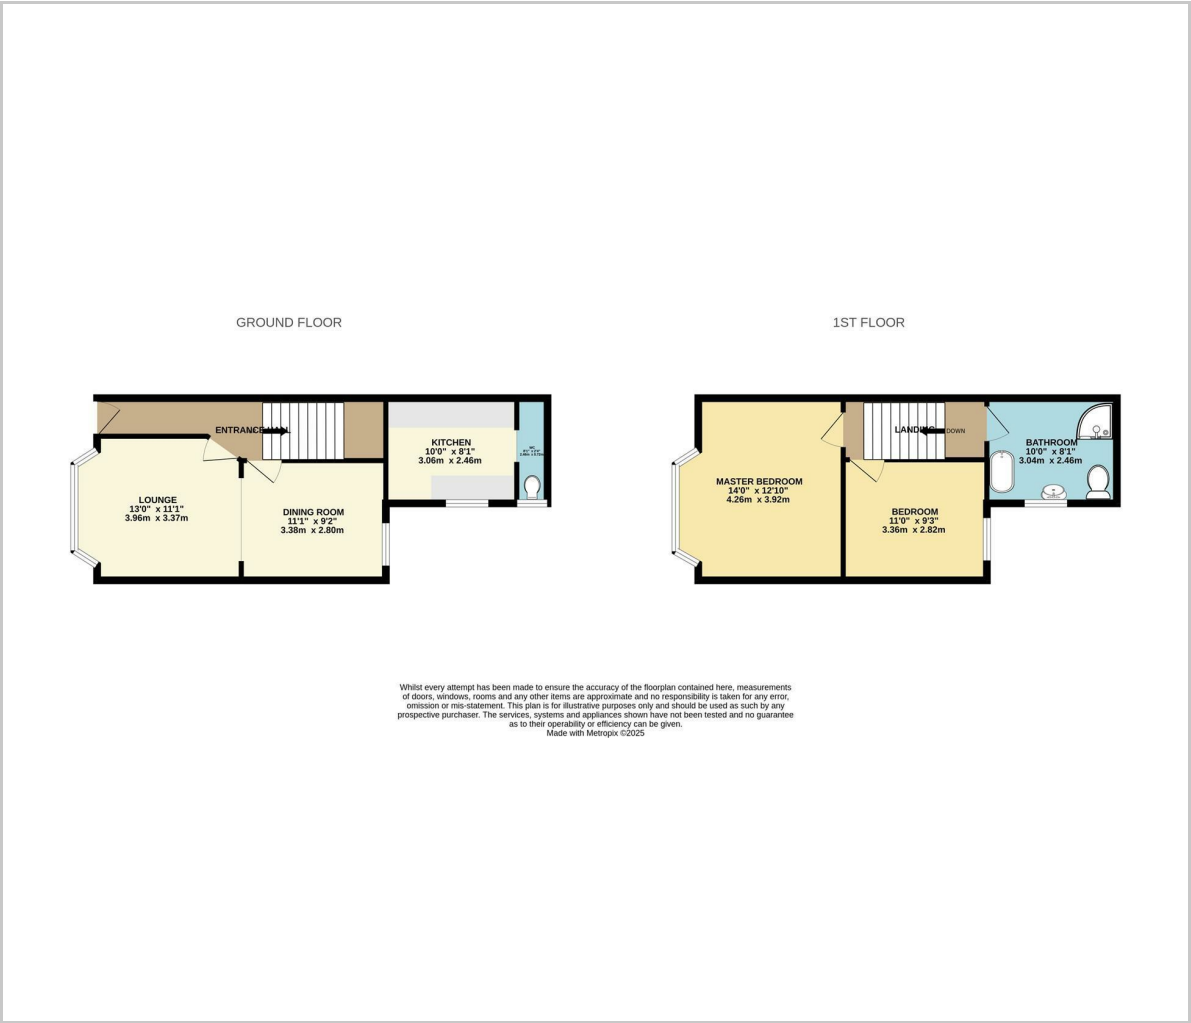 GROUND FLOOR
1ST FLOOR
ENTRANCE HALL
KITCHEN
10'0" x 8'1"
3.06m x 2.46m
WC
LOUNGE
13'0" x 11'1"
3.96m x 3.37m
DINING ROOM
11'1" x 9'2"
3.38m x 2.80m
LANDING
DOWN
BATHROOM
10'0" x 8'1"
3.04m x 2.46m
MASTER BEDROOM
14'0" x 12'10"
4.26m x 3.92m
BEDROOM
11'0" x 9'3"
3.36m x 2.82m
Whilst every attempt has been made to ensure the accuracy of the floorplan contained here, measurements
of doors, windows, rooms and any other items are approximate and no responsibility is taken for any error,
omission or mis-statement. This plan is for illustrative purposes only and should be used as such by any
prospective purchaser. The services, systems and appliances shown have not been tested and no guarantee
as to their operability or efficiency can be given.
Made with Metropix ©2025